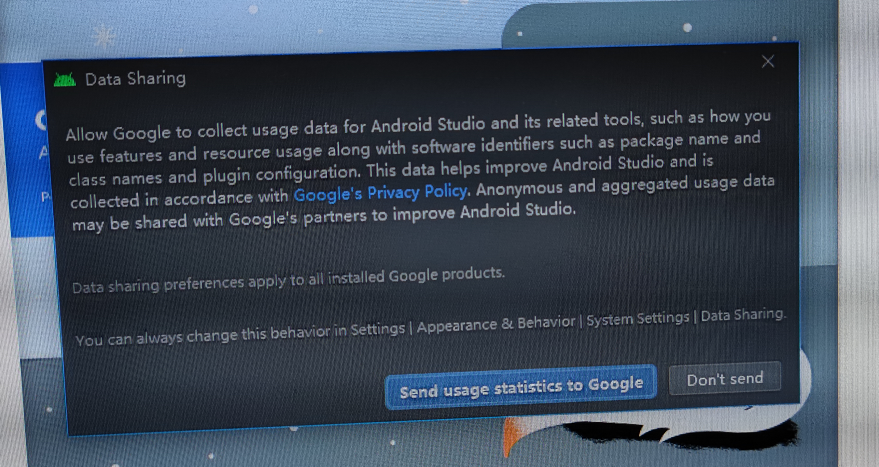 Data Sharing
Allow Google to collect usage data for Android Studio and its related tools, such as how you
use features and resource usage along with software identifiers such as package name and
class names and plugin configuration. This data helps improve Android Studio and is
collected in accordance with Google's Privacy Policy. Anonymous and aggregated usage data
may be shared with Google's partners to improve Android Studio.
Data sharing preferences apply to all installed Google products.
You can always change this behavior in Settings | Appearance & Behavior | System Settings | Data Sharing.
Send usage statistics to Google
Don't send